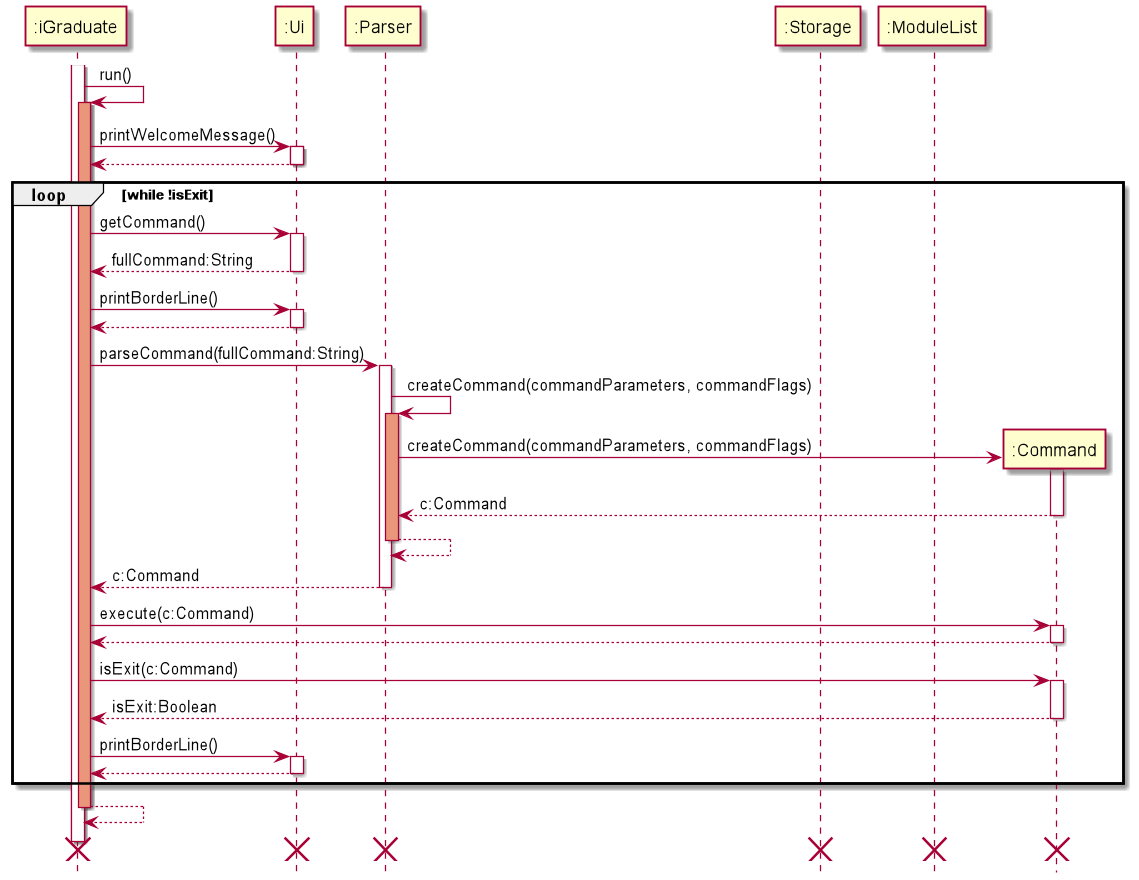 :iGraduate :Ui :Parser :Storage :ModuleList
run()
printWelcomeMessage()
loop [while !isExit]
getCommand()
fullCommand:String
printBorderLine()
parseCommand(fullCommand:String)
createCommand(commandParameters, commandFlags)
createCommand(commandParameters, commandFlags)
:Command
c:Command
c:Command
execute(c:Command)
isExit(c:Command)
isExit:Boolean
printBorderLine()